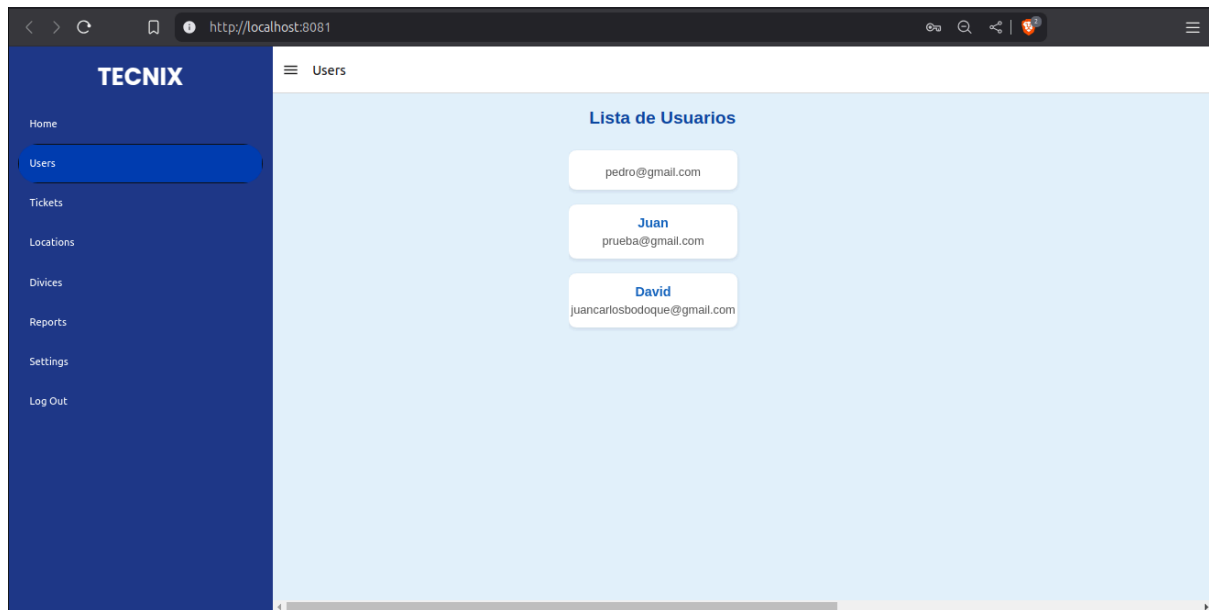 http://localhost:8081
2
TECNIX
Users
Home
Users
Tickets
Locations
Divices
Reports
Settings
Log Out
Lista de Usuarios
pedro@gmail.com
Juan
prueba@gmail.com
David
juancarlosbodoque@gmail.com